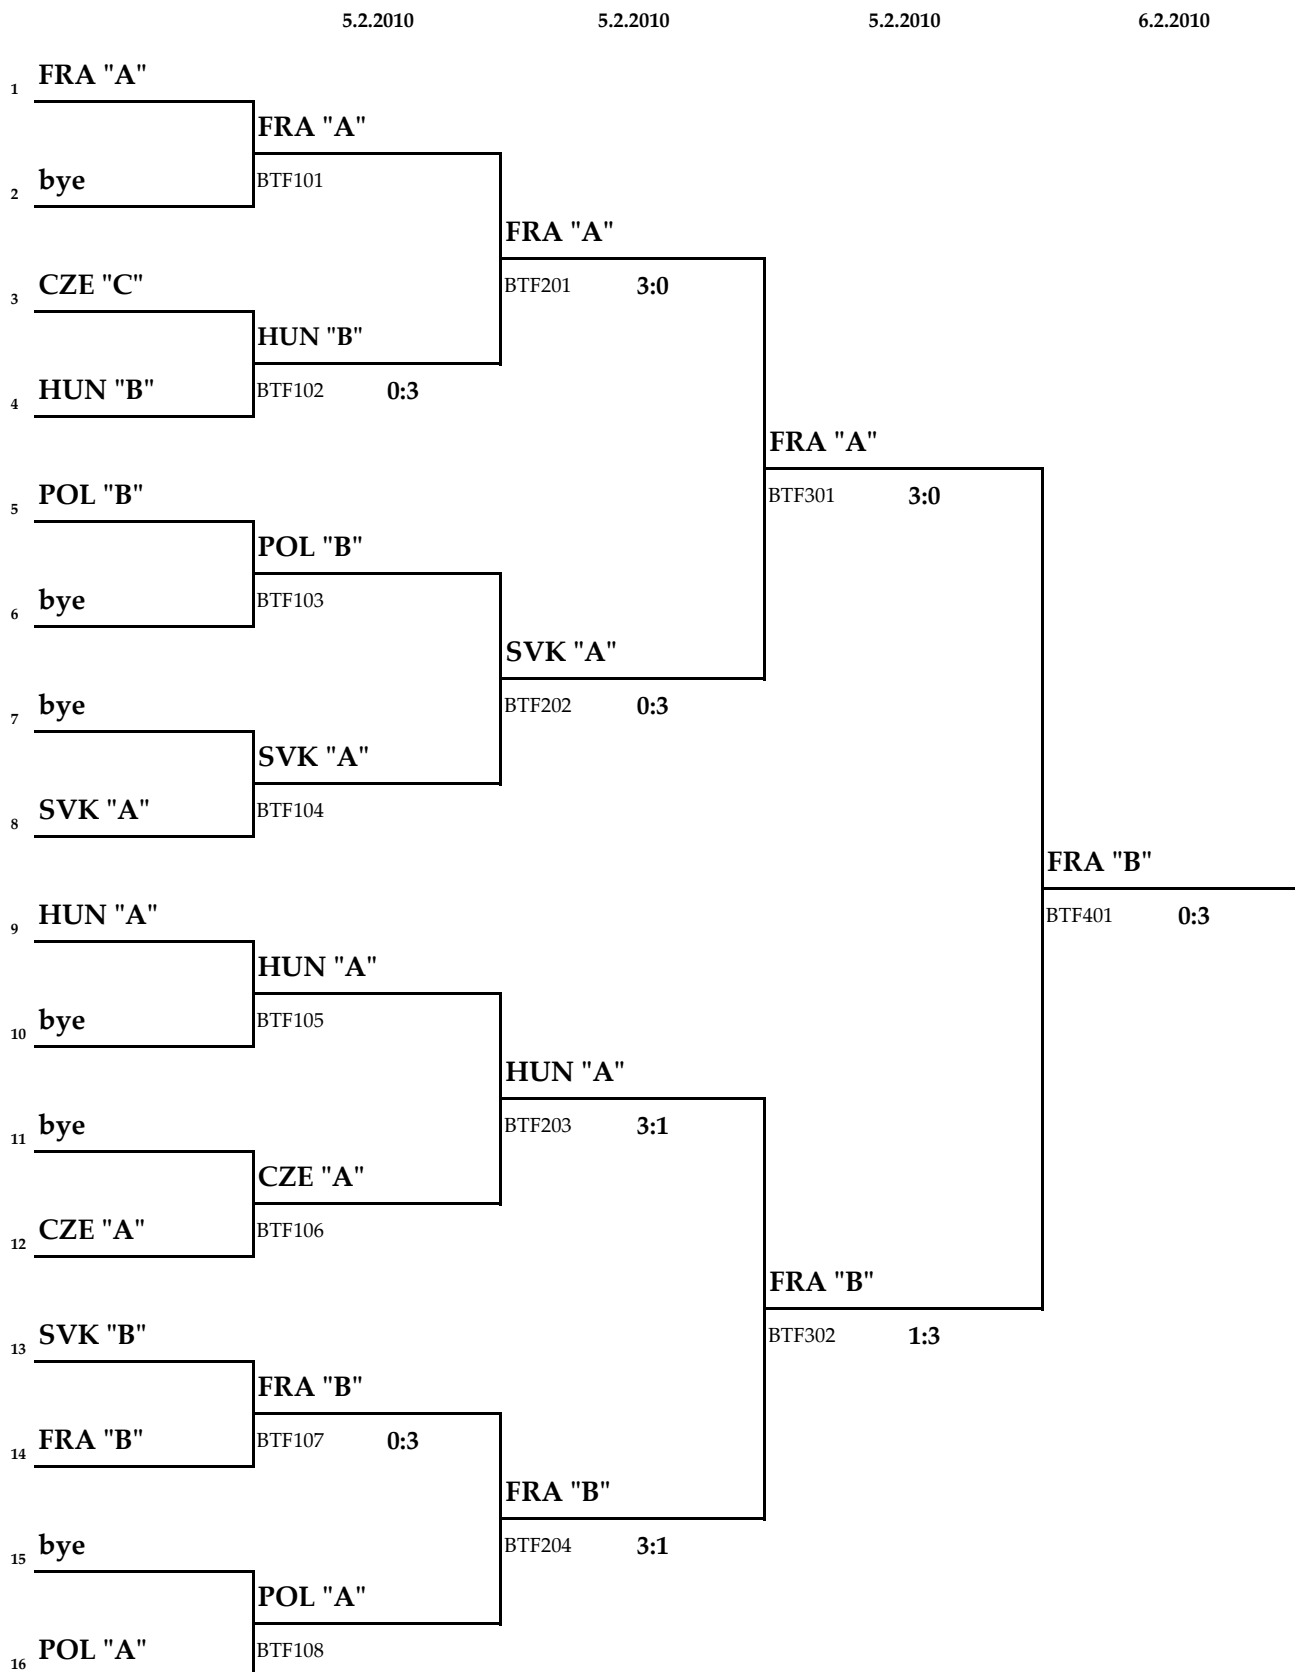 5.2.2010 5.2.2010 5.2.2010 6.2.2010
FRA "A"
1
FRA "A"
2 bye BTF101
FRA "A"
CZE "C" BTF201 3:0
3
HUN "B"
HUN "B" BTF102 0:3
4
FRA "A"
POL "B" BTF301 3:0
5
POL "B"
bye BTF103
6
SVK "A"
bye BTF202 0:3
7
SVK "A"
SVK "A" BTF104
8
FRA "B"
HUN "A" BTF401 0:3
9
HUN "A"
bye BTF105
10
HUN "A"
bye BTF203 3:1
11
CZE "A"
CZE "A" BTF106
12
FRA "B"
SVK "B" BTF302 1:3
13
FRA "B"
FRA "B" BTF107 0:3
14
FRA "B"
bye BTF204 3:1
15
POL "A"
POL "A" BTF108
16